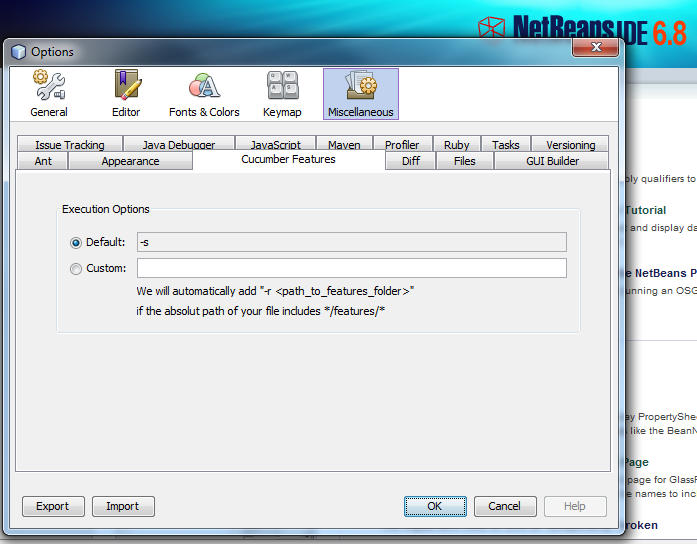 NetBeans IDE 6.8
Options
General
Editor
Fonts & Colors
Keymap
Miscellaneous
Issue Tracking
Java Debugger
JavaScript
Maven
Profiler
Ruby
Tasks
Versioning
Ant
Appearance
Cucumber Features
Diff
Files
GUI Builder
Execution Options
Default:
-s
Custom:
We will automatically add "-r <path_to_features_folder>"
if the absolut path of your file includes */features/*
Export
Import
OK
Cancel
Help
qualifiers to
Tutorial
and display da
NetBeans P
unning an OSG
ay PropertyShe
like the BeanN
Page
page for GlassF
names to inc
roken